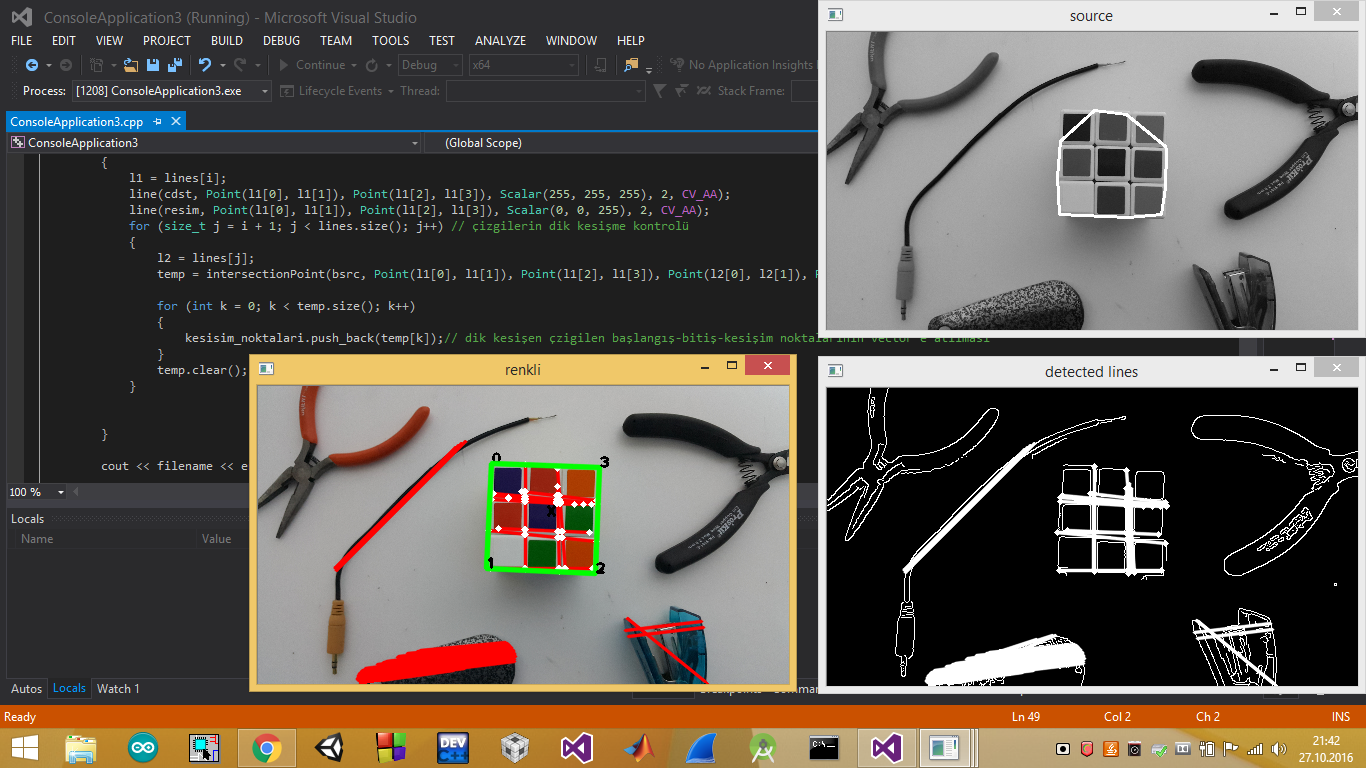 ConsoleApplication3 (Running) - Microsoft Visual Studio
FILE EDIT VIEW PROJECT BUILD DEBUG TEAM TOOLS TEST ANALYZE WINDOW HELP
Continue Debug x64 No Application Insights
Process: [1208] ConsoleApplication3.exe Lifecycle Events Thread: Stack Frame:
ConsoleApplication3.cpp
ConsoleApplication3 (Global Scope)
{
l1 = lines[i];
line(cdst, Point(l1[0], l1[1]), Point(l1[2], l1[3]), Scalar(255, 255, 255), 2, CV_AA);
line(resim, Point(l1[0], l1[1]), Point(l1[2], l1[3]), Scalar(0, 0, 255), 2, CV_AA);
for (size_t j = i + 1; j < lines.size(); j++) // çizgilerin dik kesişme kontrolü
{
l2 = lines[j];
temp = intersectionPoint(bsrc, Point(l1[0], l1[1]), Point(l1[2], l1[3]), Point(l2[0], l2[1]),
for (int k = 0; k < temp.size(); k++)
{
kesisim_noktalari.push_back(temp[k]);// dik kesişen çzigilen başlangış-bitiş-kesişim noktalarının vector e atılması
}
temp.clear();
}
}
cout << filename << e
100 %
Locals
Name Value
Autos Locals Watch 1
Ready Ln 49 Col 2 Ch 2 INS
source
renkli
0
3
X
1
2
detected lines
DEV C++
C:\_
21:42
27.10.2016